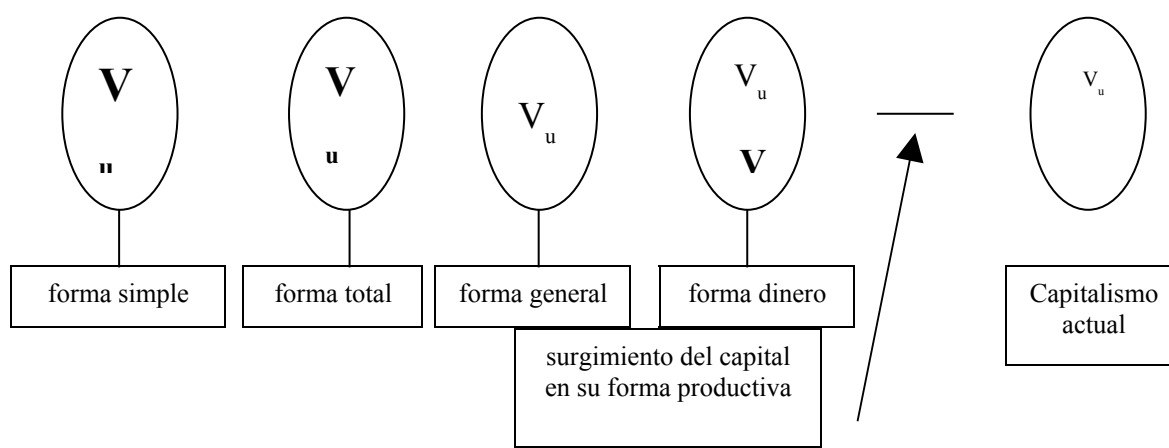 V
u
V
u
V u
V u
V
V u
forma simple
forma total
forma general
forma dinero
Capitalismo
actual
surgimiento del capital
en su forma productiva